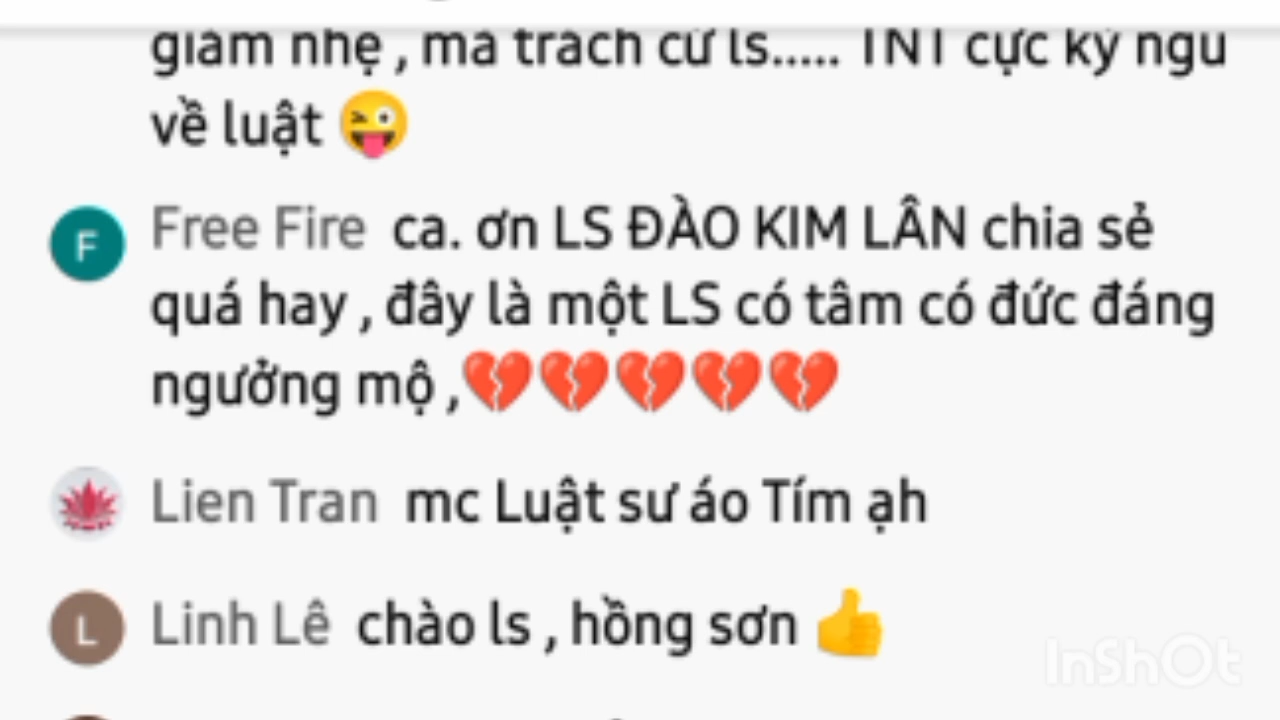 giảm nhẹ , mà trách cứ ls..... TNT cực kỳ ngu
về luật 😜
F Free Fire ca. ơn LS ĐÀO KIM LÂN chia sẻ
quá hay , đây là một LS có tâm có đức đáng
ngưởng mộ ,💔💔💔💔💔
Lien Tran mc Luật sư áo Tím ạh
L Linh Lê chào ls , hồng sơn 👍
InShOt